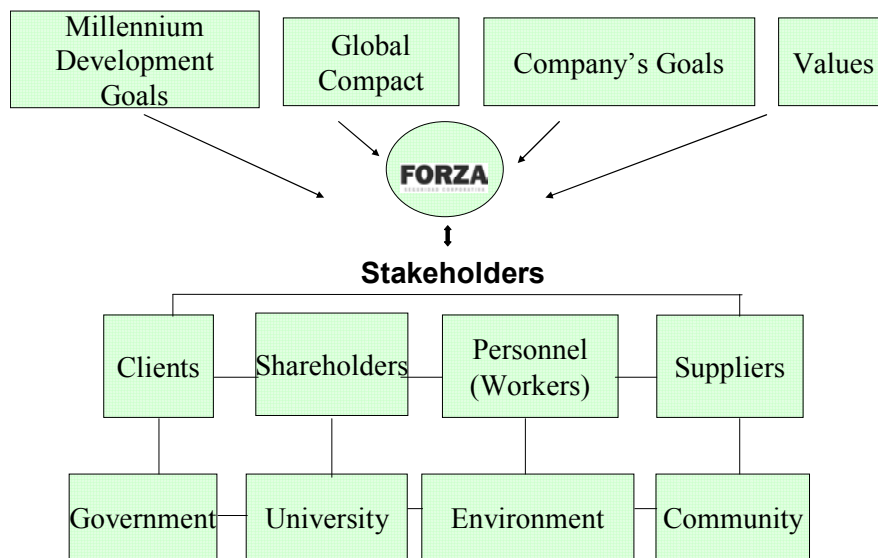 Millennium
Development
Goals
Global
Compact
Company's Goals
Values
FORZA
Stakeholders
Clients
Shareholders
Personnel
(Workers)
Suppliers
Government
University
Environment
Community